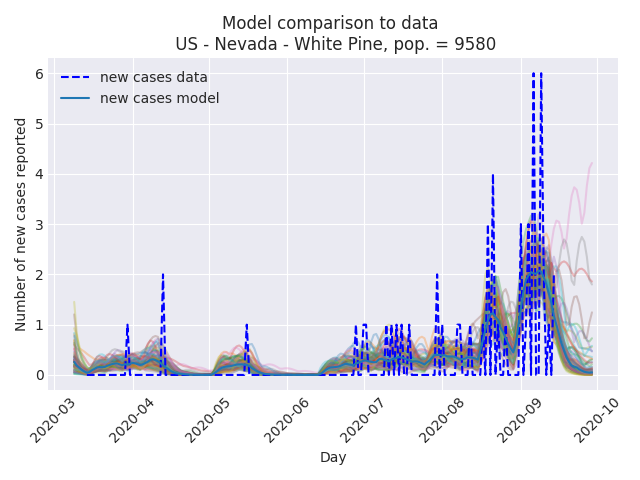 Model comparison to data
US - Nevada - White Pine, pop. = 9580
new cases data
new cases model
Number of new cases reported
6
5
4
3
2
1
0
2020-03
2020-04
2020-05
2020-06
2020-07
2020-08
2020-09
2020-10
Day